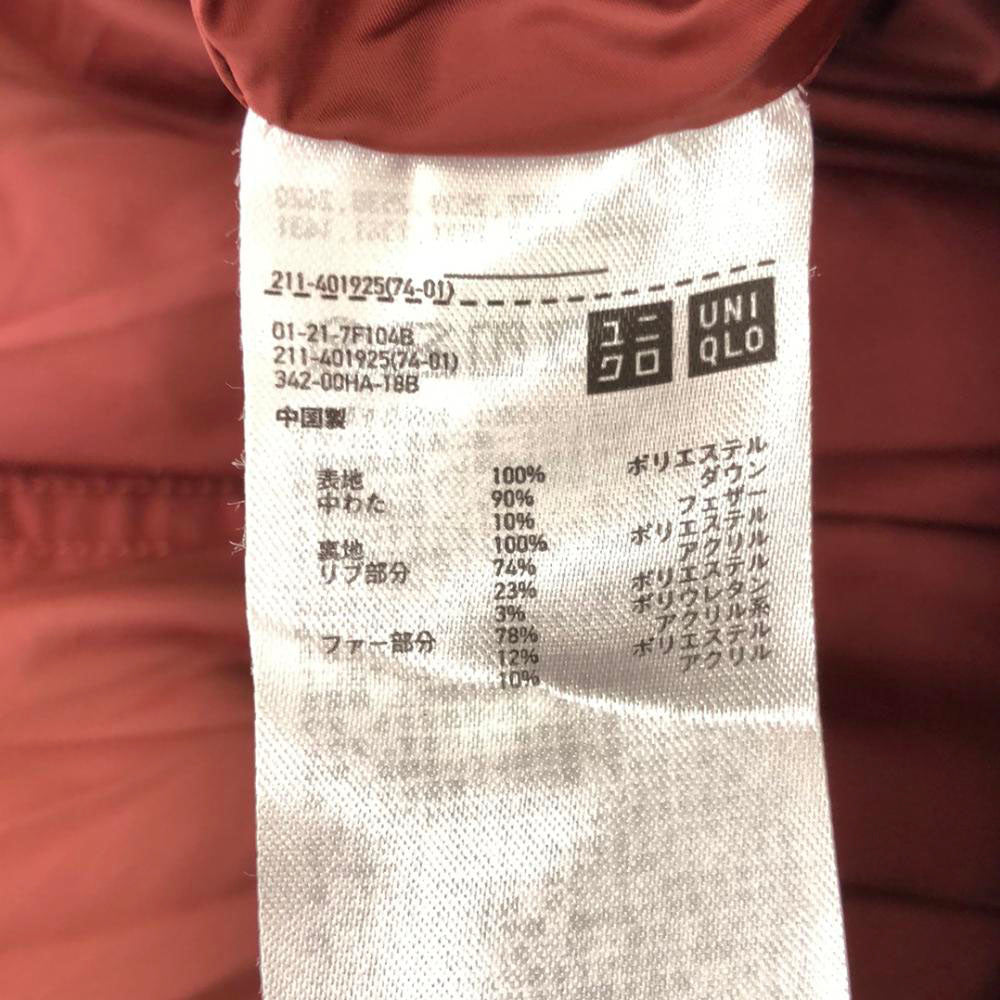 211-401925(74-01)
01-21-7F104B
211-401925(74-01)
342-00HA-18B
中国製
ユニ
クロ
UNI
QLO
表地 100% ポリエステル
中わた 90% ダウン
10% フェザー
裏地 100% ポリエステル
リブ部分 74% アクリル
23% ポリエステル
3% ポリウレタン
ファー部分 78% アクリル系
12% ポリエステル
10% アクリル